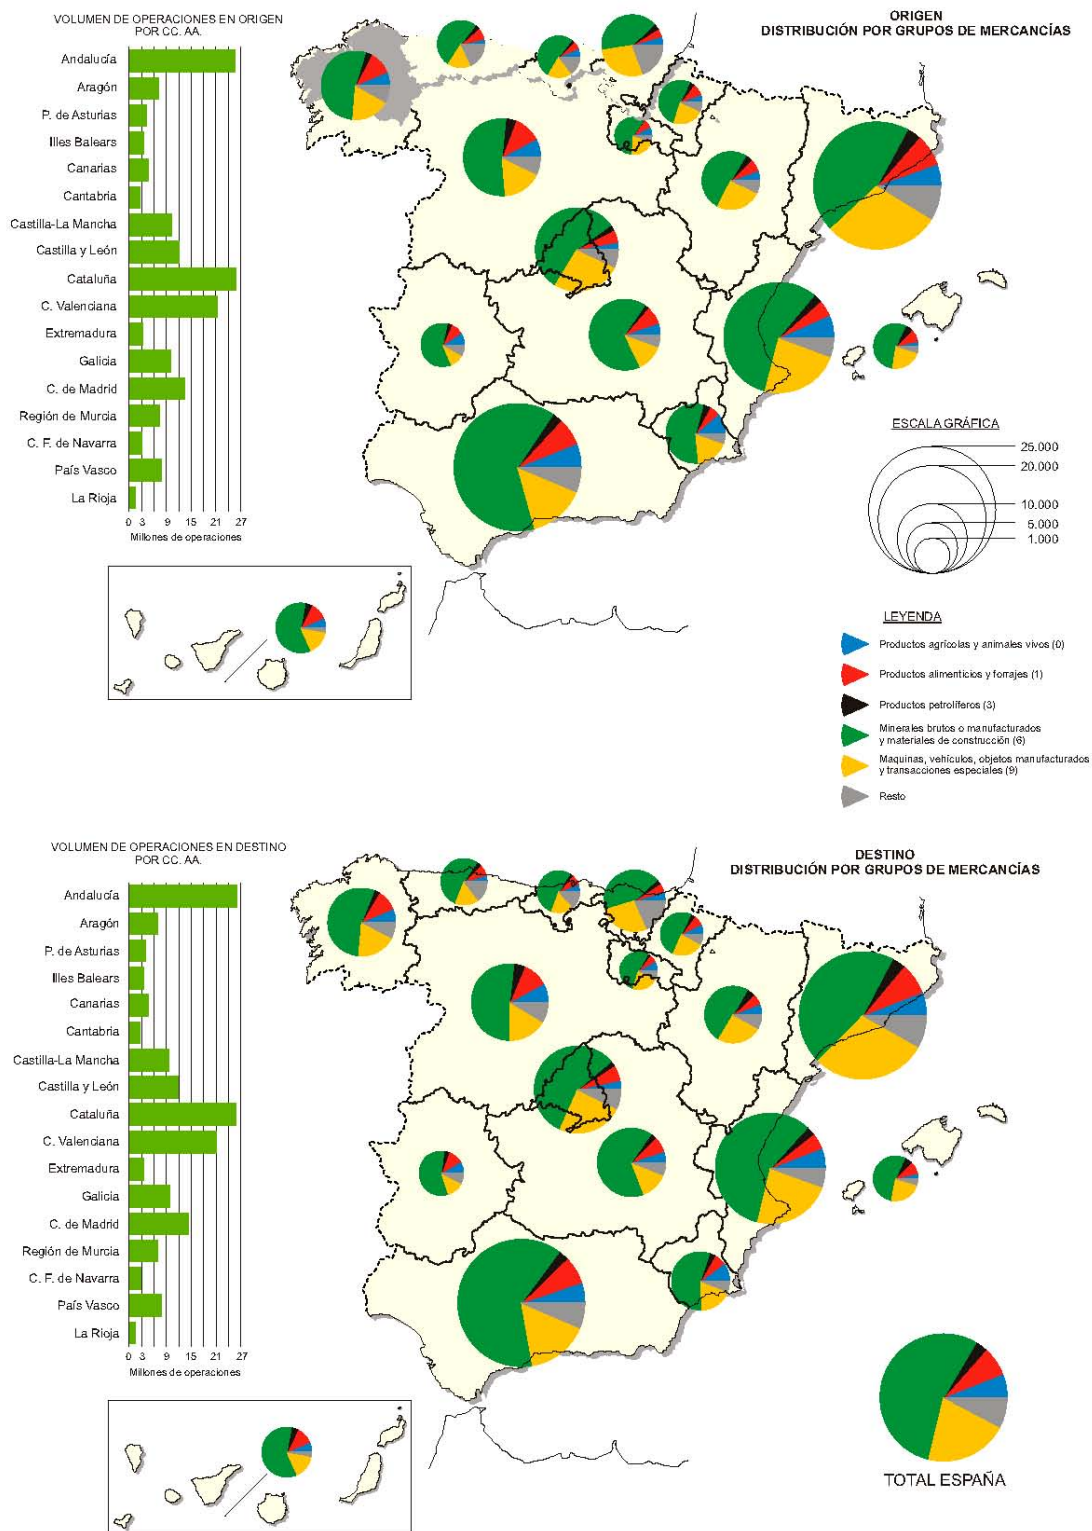 VOLUMEN DE OPERACIONES EN ORIGEN
POR CC. AA.
Andalucía
Aragón
P. de Asturias
Illes Balears
Canarias
Cantabria
Castilla-La Mancha
Castilla y León
Cataluña
C. Valenciana
Extremadura
Galicia
C. de Madrid
Región de Murcia
C. F. de Navarra
País Vasco
La Rioja
0 3 9 15 21 27
Millones de operaciones
ORIGEN
DISTRIBUCIÓN POR GRUPOS DE MERCANCÍAS
ESCALA GRÁFICA
25.000
20.000
10.000
5.000
1.000
LEYENDA
Productos agrícolas y animales vivos (0)
Productos alimenticios y forrajes (1)
Productos petrolíferos (3)
Minerales brutos o manufacturados
y materiales de construcción (6)
Maquinas, vehículos, objetos manufacturados
y transacciones especiales (9)
Resto
VOLUMEN DE OPERACIONES EN DESTINO
POR CC. AA.
Andalucía
Aragón
P. de Asturias
Illes Balears
Canarias
Cantabria
Castilla-La Mancha
Castilla y León
Cataluña
C. Valenciana
Extremadura
Galicia
C. de Madrid
Región de Murcia
C. F. de Navarra
País Vasco
La Rioja
0 3 9 15 21 27
Millones de operaciones
DESTINO
DISTRIBUCIÓN POR GRUPOS DE MERCANCÍAS
TOTAL ESPAÑA